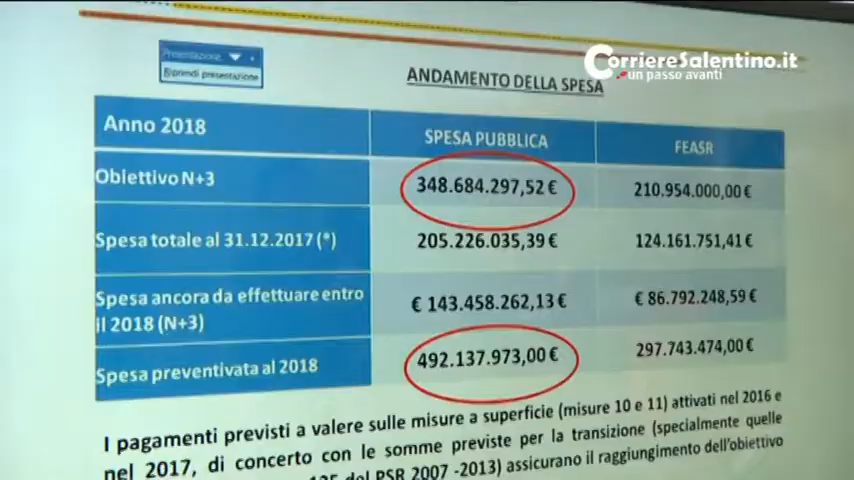 Presentazione
Riprendi presentazione
CorriereSalentino.it
un passo avanti
ANDAMENTO DELLA SPESA
Anno 2018 SPESA PUBBLICA FEASR
Obiettivo N+3 348.684.297,52 € 210.954.000,00 €
Spesa totale al 31.12.2017 (*) 205.226.035,39 € 124.161.751,41 €
Spesa ancora da effettuare entro
il 2018 (N+3) € 143.458.262,13 € € 86.792.248,59 €
Spesa preventivata al 2018 492.137.973,00 € 297.743.474,00 €
I pagamenti previsti a valere sulle misure a superficie (misure 10 e 11) attivati nel 2016 e
nel 2017, di concerto con le somme previste per la transizione (specialmente quelle
del PSR 2007 -2013) assicurano il raggiungimento dell'obiettivo